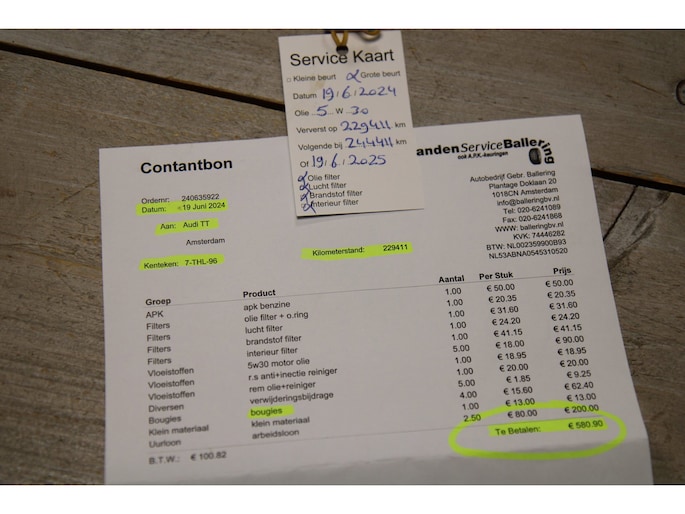 Service Kaart
Kleine beurt Grote beurt
Datum 19/6/2024
Olie 5 W 30
Ververst op 229411 km
Volgende bij 244411 km
Of 19/6/2025
Olie filter
Lucht filter
Brandstof filter
Interieur filter
andenServiceBallering
ook A.P.K.-keuringen
Autobedrijf Gebr. Ballering
Plantage Doklaan 20
1018CN Amsterdam
info@balleringbv.nl
Tel: 020-6241089
Fax: 020-6241868
WWW: balleringbv.nl
KVK: 74446282
BTW: NL002359900B93
NL53ABNA0545310520
Contantbon
Ordernr: 240635922
Datum: 19 Juni 2024
Aan: Audi TT
Amsterdam
Kenteken: 7-THL-96
Kilometerstand: 229411
Groep Product Aantal Per Stuk Prijs
APK apk benzine 1.00 € 50.00 € 50.00
Filters olie filter + o.ring 1.00 € 20.35 € 20.35
Filters lucht filter 1.00 € 31.60 € 31.60
Filters brandstof filter 1.00 € 24.20 € 24.20
Filters interieur filter 1.00 € 41.15 € 41.15
Vloeistoffen 5w30 motor olie 5.00 € 18.00 € 90.00
Vloeistoffen r.s anti+inectie reiniger 1.00 € 18.95 € 18.95
Vloeistoffen rem olie+reiniger 1.00 € 20.00 € 20.00
Diversen verwijderingsbijdrage 5.00 € 1.85 € 9.25
Bougies bougies 4.00 € 15.60 € 62.40
Klein materiaal klein materiaal 1.00 € 13.00 € 13.00
Uurloon arbeidsloon 2.50 € 80.00 € 200.00
B.T.W.: € 100.82
Te Betalen: € 580.90